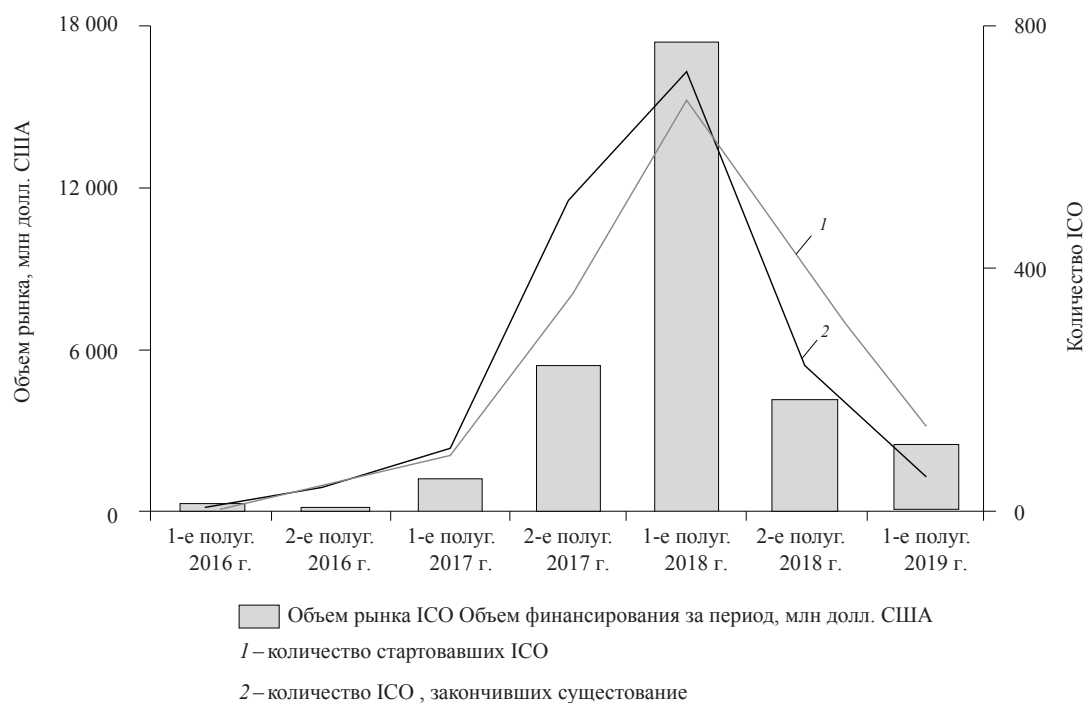 Объем рынка, млн долл. США
18 000
12 000
6 000
0
800
400
0
Количество ICO
1
2
1-е полуг.
2016 г.
2-е полуг.
2016 г.
1-е полуг.
2017 г.
2-е полуг.
2017 г.
1-е полуг.
2018 г.
2-е полуг.
2018 г.
1-е полуг.
2019 г.
Объем рынка ICO Объем финансирования за период, млн долл. США
1 – количество стартовавших ICO
2 – количество ICO , закончивших сущестование